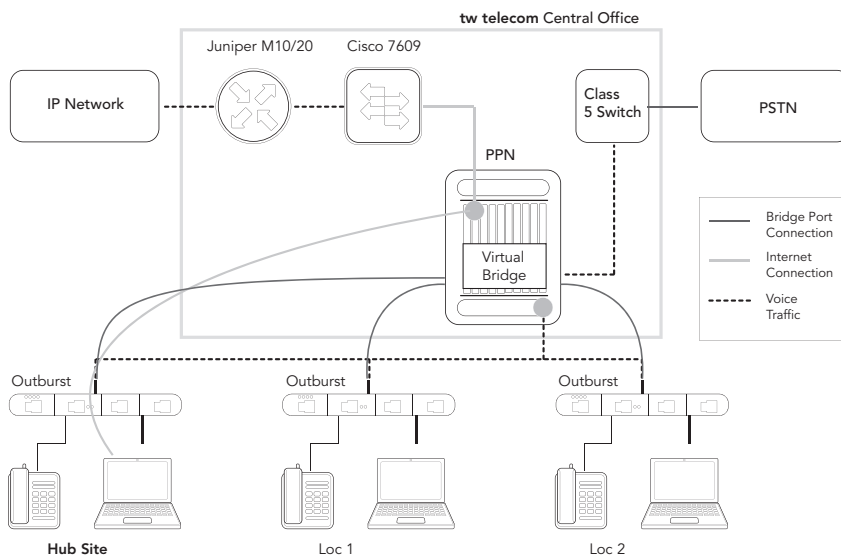 tw telecom Central Office
Juniper M10/20
Cisco 7609
IP Network
Class
5 Switch
PSTN
PPN
Virtual
Bridge
Bridge Port
Connection
Internet
Connection
Voice
Traffic
Outburst
Outburst
Outburst
Hub Site
Loc 1
Loc 2